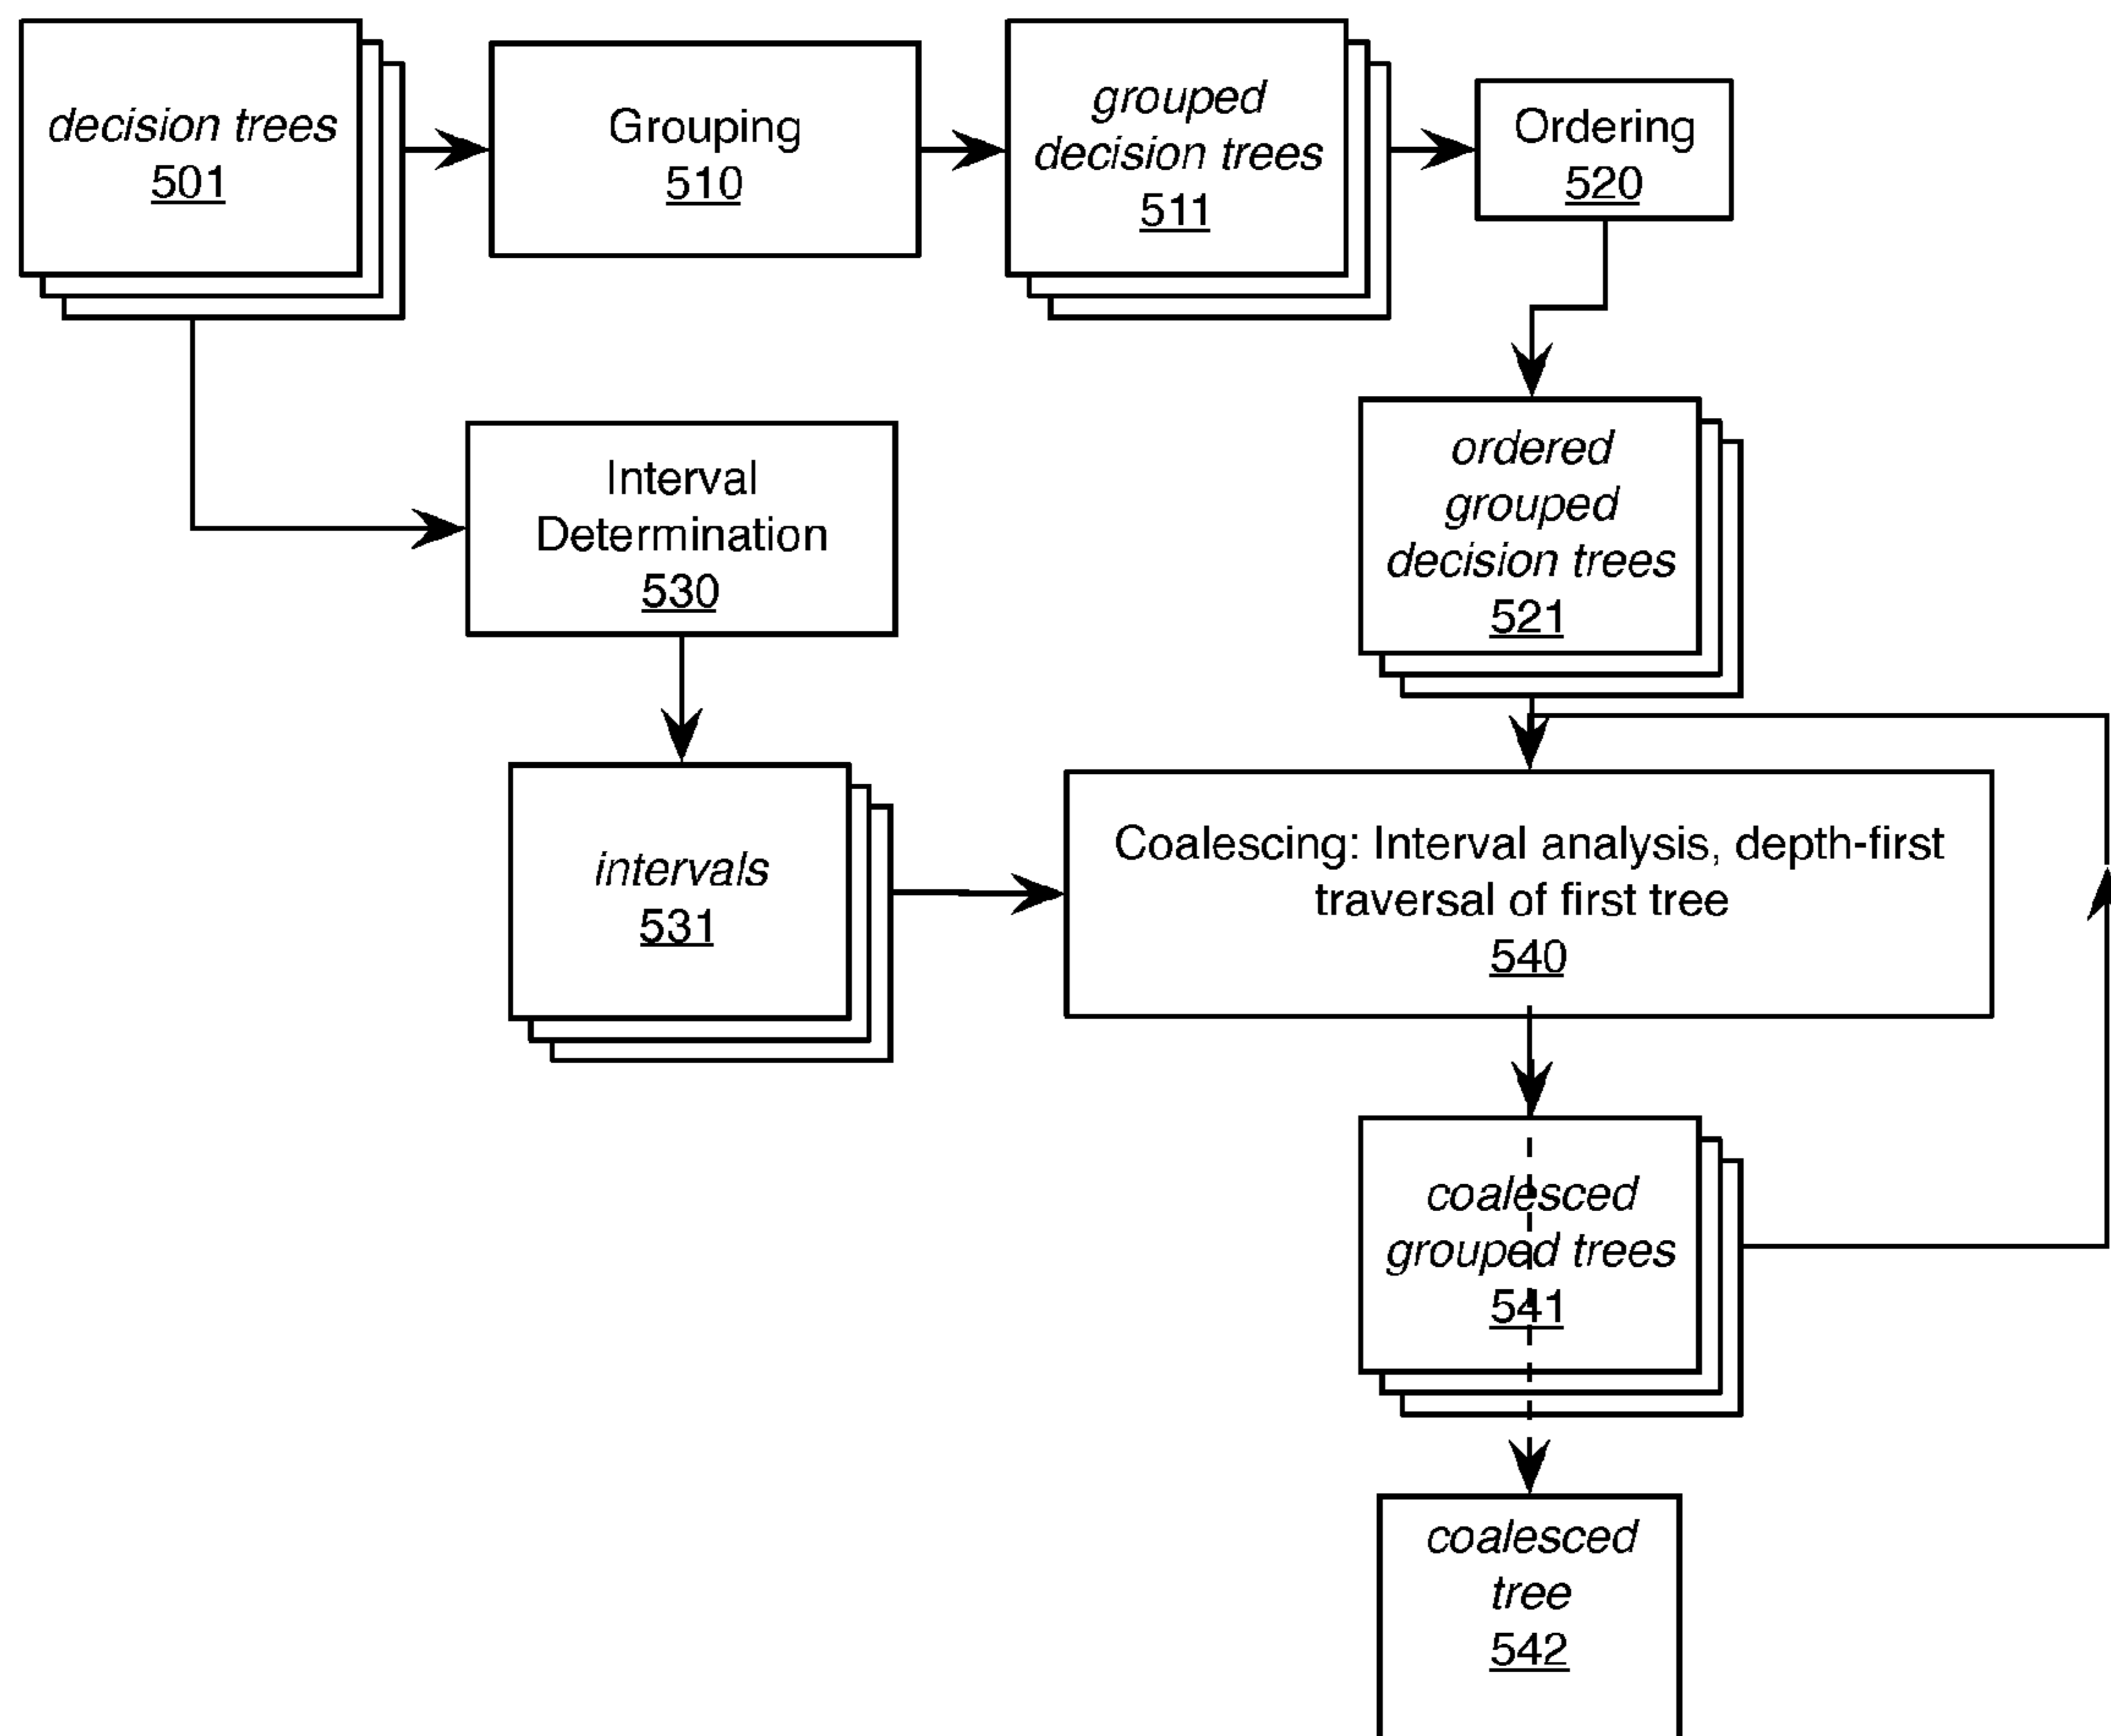 decision trees
501
Grouping
510
grouped
decision trees
511
Ordering
520
Interval
Determination
530
ordered
grouped
decision trees
521
intervals
531
Coalescing: Interval analysis, depth-first
traversal of first tree
540
coalesced
grouped trees
541
coalesced
tree
542